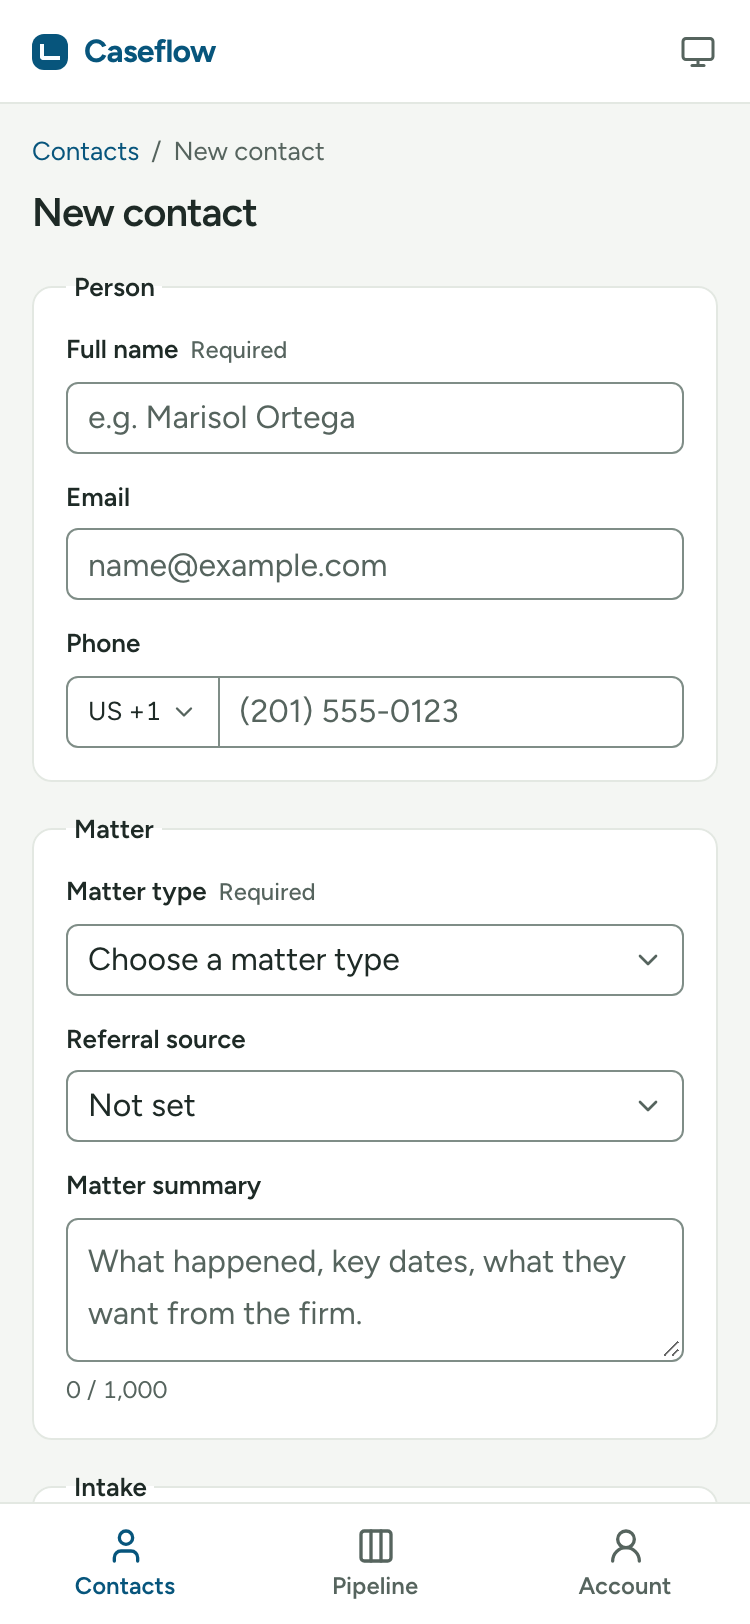 Caseflow
Contacts / New contact
New contact
Person
Full name Required
e.g. Marisol Ortega
Email
name@example.com
Phone
US +1 (201) 555-0123
Matter
Matter type Required
Choose a matter type
Referral source
Not set
Matter summary
What happened, key dates, what they
want from the firm.
0 / 1,000
Intake
Contacts Pipeline Account